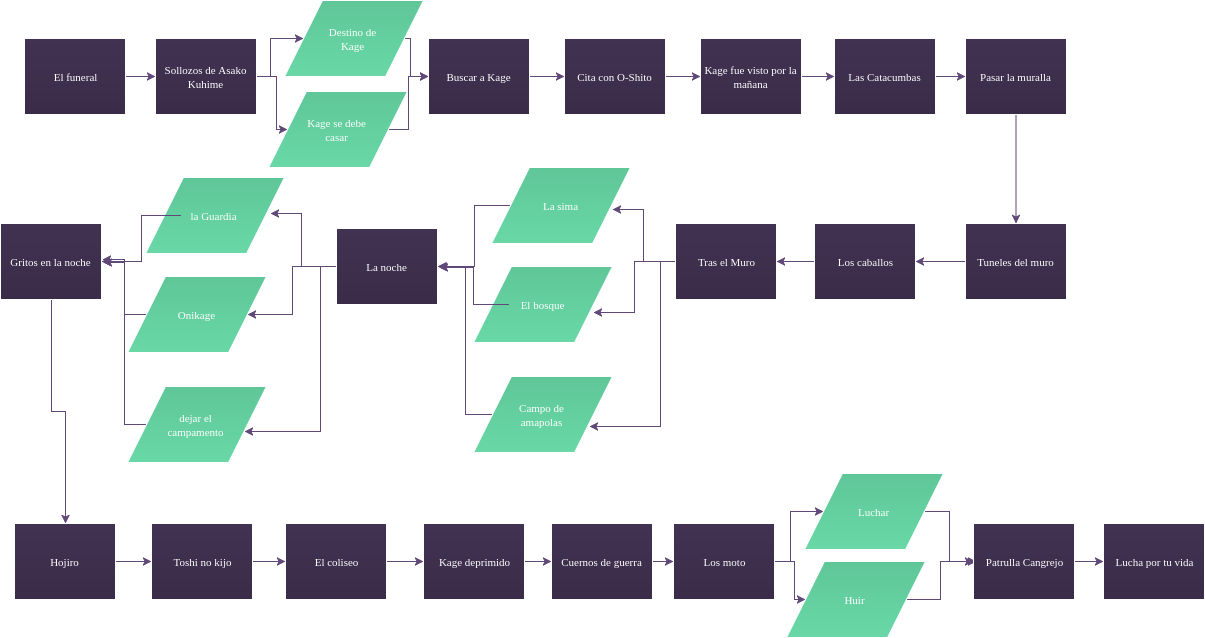 El funeral
Sollozos de Asako
Kuhime
Destino de
Kage
Kage se debe
casar
Buscar a Kage
Cita con O-Shito
Kage fue visto por la
mañana
Las Catacumbas
Pasar la muralla
Tuneles del muro
Los caballos
Tras el Muro
La sima
El bosque
Campo de
amapolas
La noche
la Guardia
Onikage
dejar el
campamento
Gritos en la noche
Hojiro
Toshi no kijo
El coliseo
Kage deprimido
Cuernos de guerra
Los moto
Luchar
Huir
Patrulla Cangrejo
Lucha por tu vida